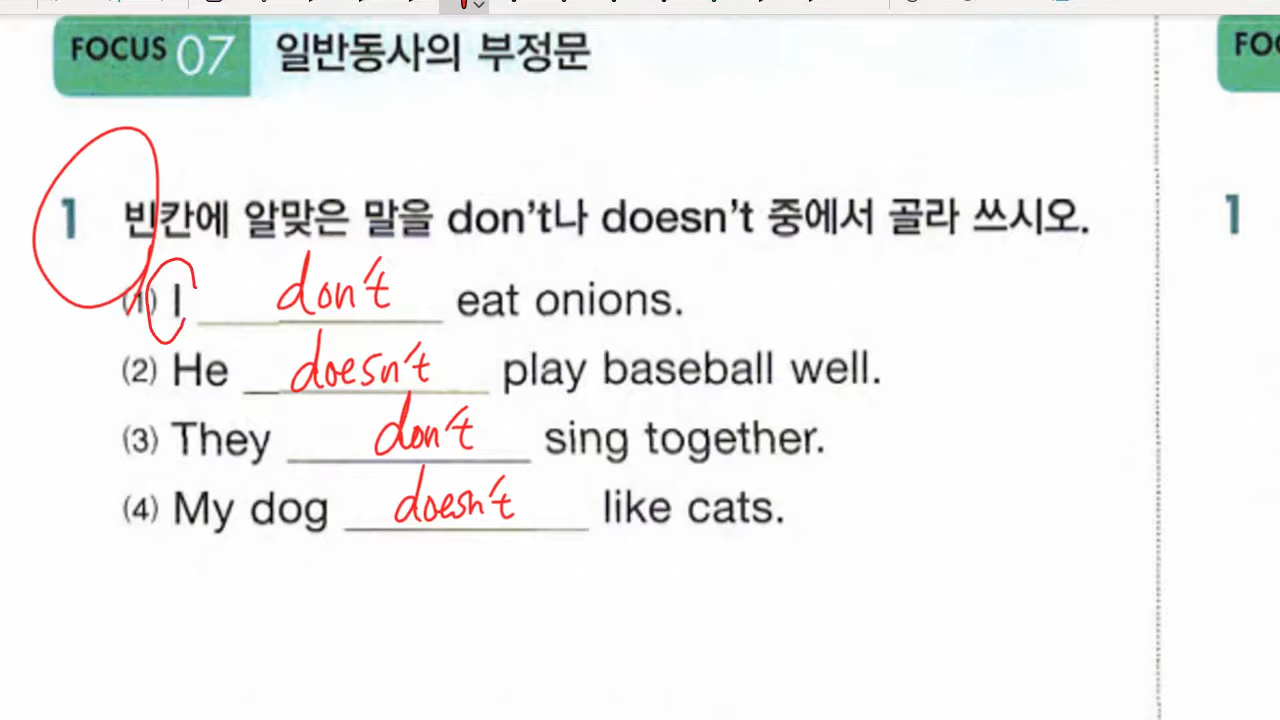 FOCUS 07 일반동사의 부정문
1 빈칸에 알맞은 말을 don't나 doesn't 중에서 골라 쓰시오.
(1) I don't eat onions.
(2) He doesn't play baseball well.
(3) They don't sing together.
(4) My dog doesn't like cats.
FO
1